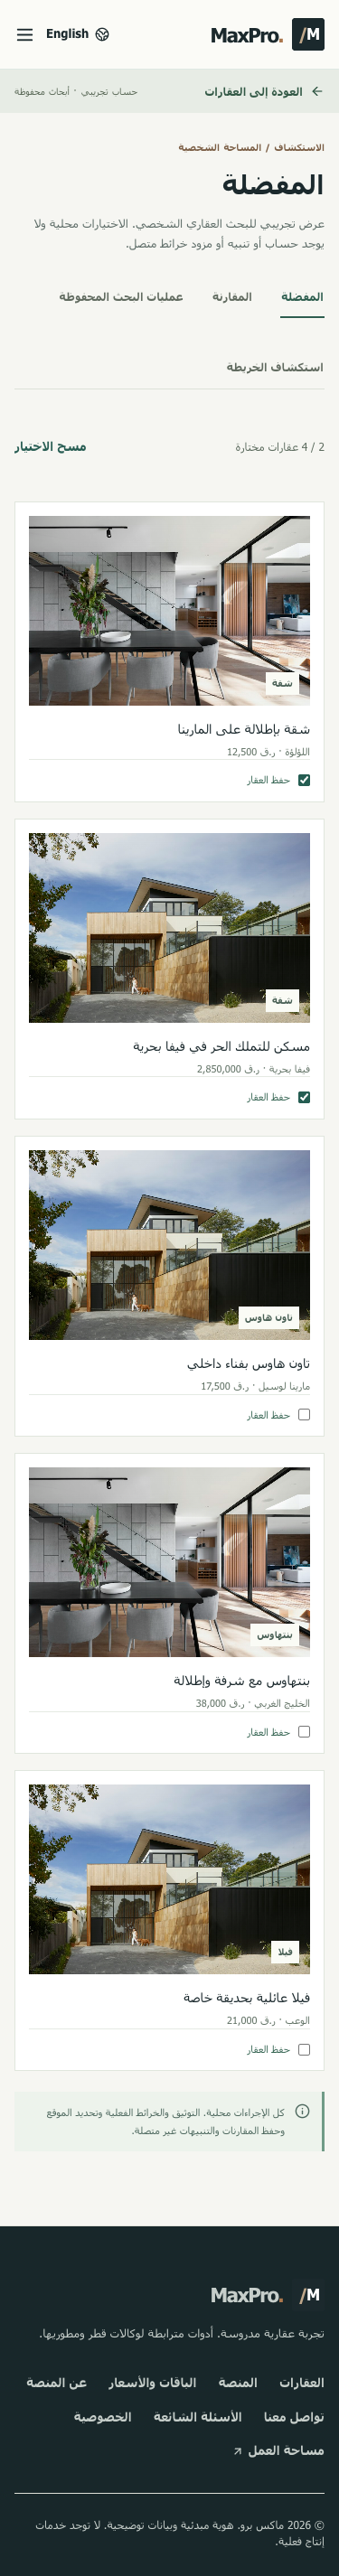 M/
MaxPro.
English
العودة إلى العقارات
حساب تجريبي · أبحاث محفوظة
الاستكشاف / المساحة الشخصية
المفضلة
عرض تجريبي للبحث العقاري الشخصي. الاختيارات محلية ولا
يوجد حساب أو تنبيه أو مزود خرائط متصل.
المفضلة
المقارنة
عمليات البحث المحفوظة
استكشاف الخريطة
2 / 4 عقارات مختارة
مسح الاختيار
شقة
شقة بإطلالة على المارينا
اللؤلؤة · ر.ق 12,500
حفظ العقار
شقة
مسكن للتملك الحر في فيفا بحرية
فيفا بحرية · ر.ق 2,850,000
حفظ العقار
تاون هاوس
تاون هاوس بفناء داخلي
مارينا لوسيل · ر.ق 17,500
حفظ العقار
بنتهاوس
بنتهاوس مع شرفة وإطلالة
الخليج الغربي · ر.ق 38,000
حفظ العقار
فيلا
فيلا عائلية بحديقة خاصة
الوعب · ر.ق 21,000
حفظ العقار
كل الإجراءات محلية. التوثيق والخرائط الفعلية وتحديد الموقع
وحفظ المقارنات والتنبيهات غير متصلة.
M/
MaxPro.
تجربة عقارية مدروسة. أدوات مترابطة لوكالات قطر ومطوريها.
العقارات
المنصة
الباقات والأسعار
عن المنصة
تواصل معنا
الأسئلة الشائعة
الخصوصية
مساحة العمل
© 2026 ماكس برو. هوية مبدئية وبيانات توضيحية. لا توجد خدمات
إنتاج فعلية.